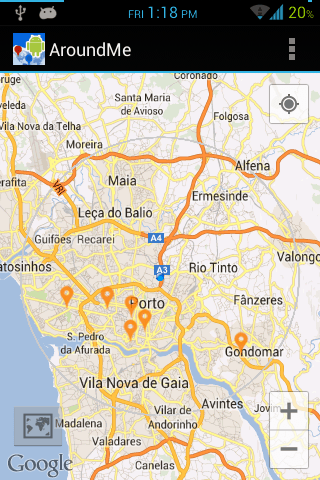 FRI 1:18 PM 20%
AroundMe
Coronado
Santa Maria
de Avioso
Folgosa
Vila Nova da Telha
Moreira
Alfena
Maia
Ermesinde
VRI
Leça do Balio
Guifões Recarei
A4
Valongo
A3
Rio Tinto
Porto
Fânzeres
S. Pedro
da Afurada
Gondomar
Vila Nova de Gaia
Avintes
Jovim
Vilar de
Andorinho
Madalena
Valadares
Canelas
Google
+
−